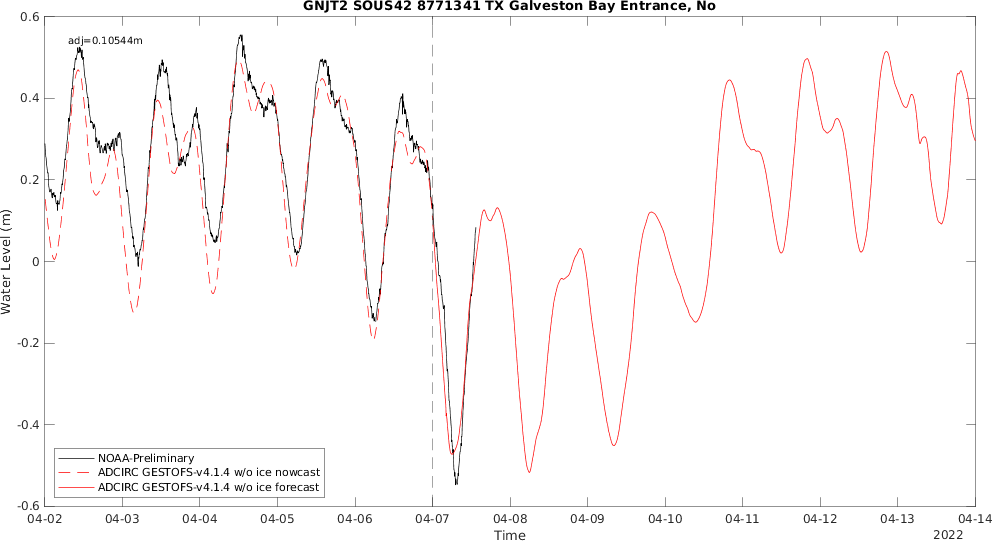 GNJT2 SOUS42 8771341 TX Galveston Bay Entrance, No
adj=0.10544m
0.6
0.4
0.2
0
-0.2
-0.4
-0.6
Water Level (m)
NOAA-Preliminary
ADCIRC GESTOFS-v4.1.4 w/o ice nowcast
ADCIRC GESTOFS-v4.1.4 w/o ice forecast
04-02 04-03 04-04 04-05 04-06 04-07 04-08 04-09 04-10 04-11 04-12 04-13 04-14
Time
2022